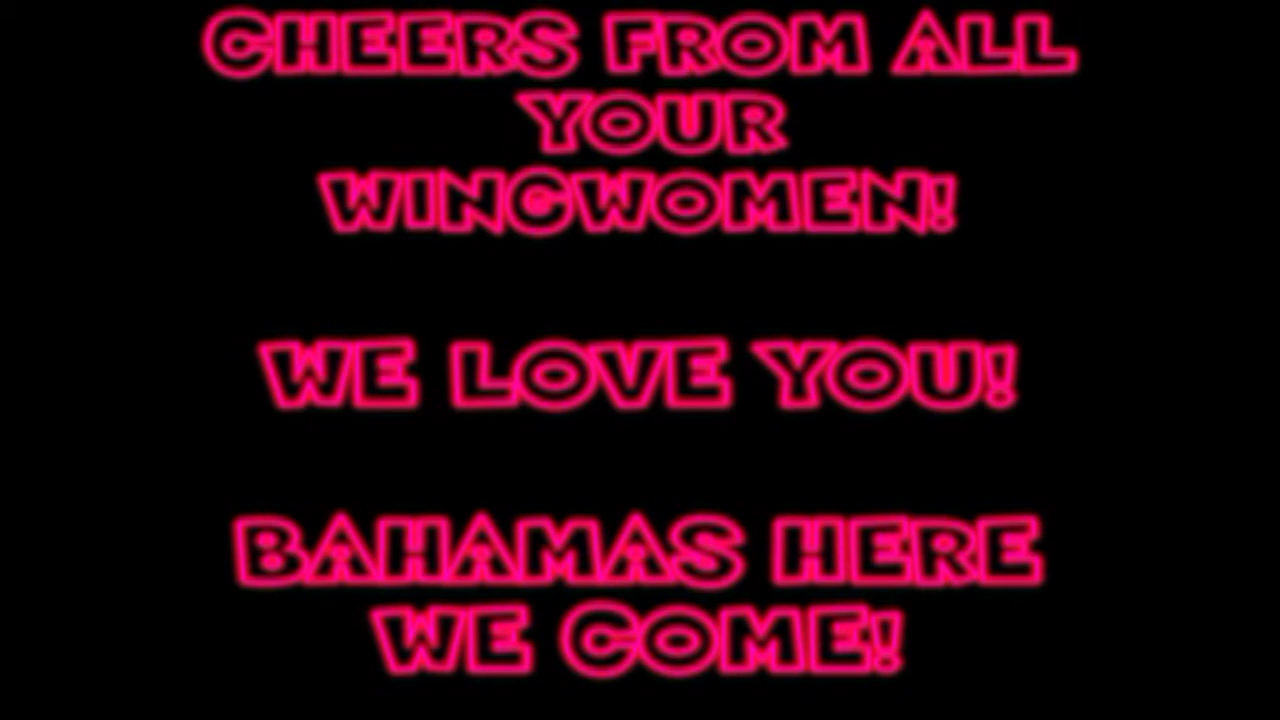 CHEERS FROM ALL
YOUR
WINGWOMEN!
WE LOVE YOU!
BAHAMAS HERE
WE COME!